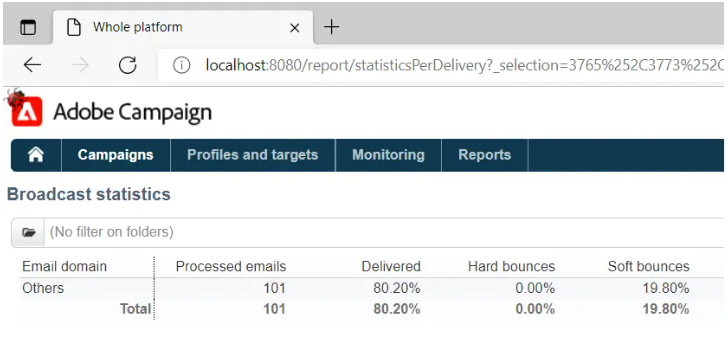 Whole platform
localhost:8080/report/statisticsPerDelivery?_selection=3765%252C3773%252C
Adobe Campaign
Campaigns Profiles and targets Monitoring Reports
Broadcast statistics
(No filter on folders)
Email domain Processed emails Delivered Hard bounces Soft bounces
Others 101 80.20% 0.00% 19.80%
Total 101 80.20% 0.00% 19.80%